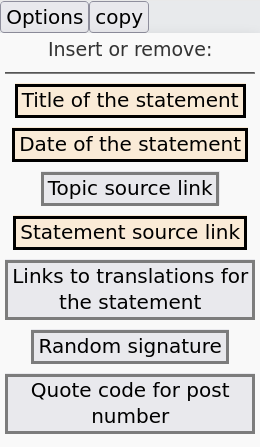 Options copy
Insert or remove:
Title of the statement
Date of the statement
Topic source link
Statement source link
Links to translations for
the statement
Random signature
Quote code for post
number